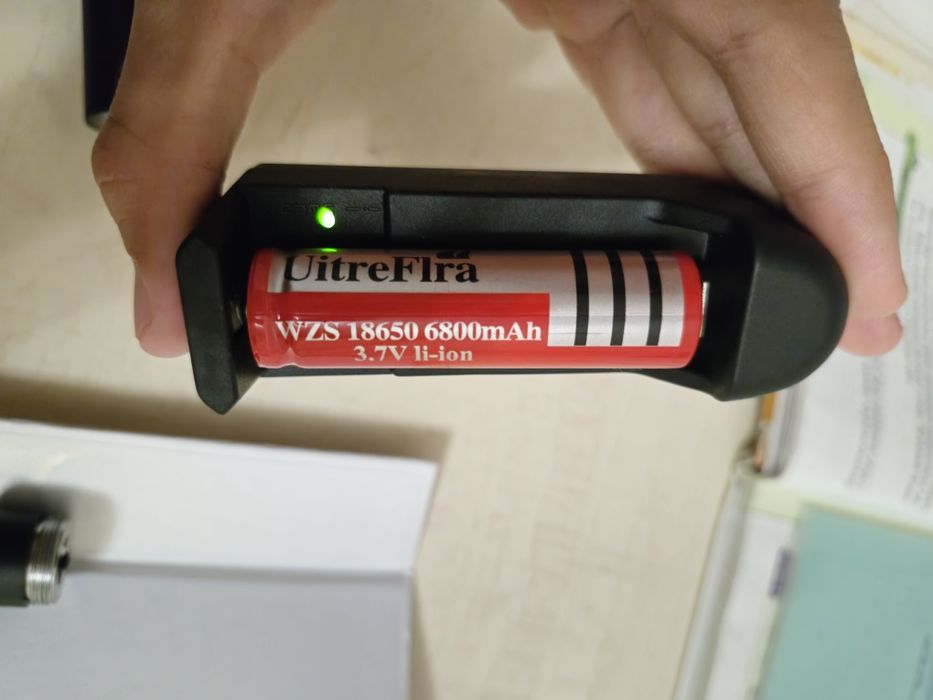 UitreFlra
WZS 18650 6800mAh
3.7V li-ion